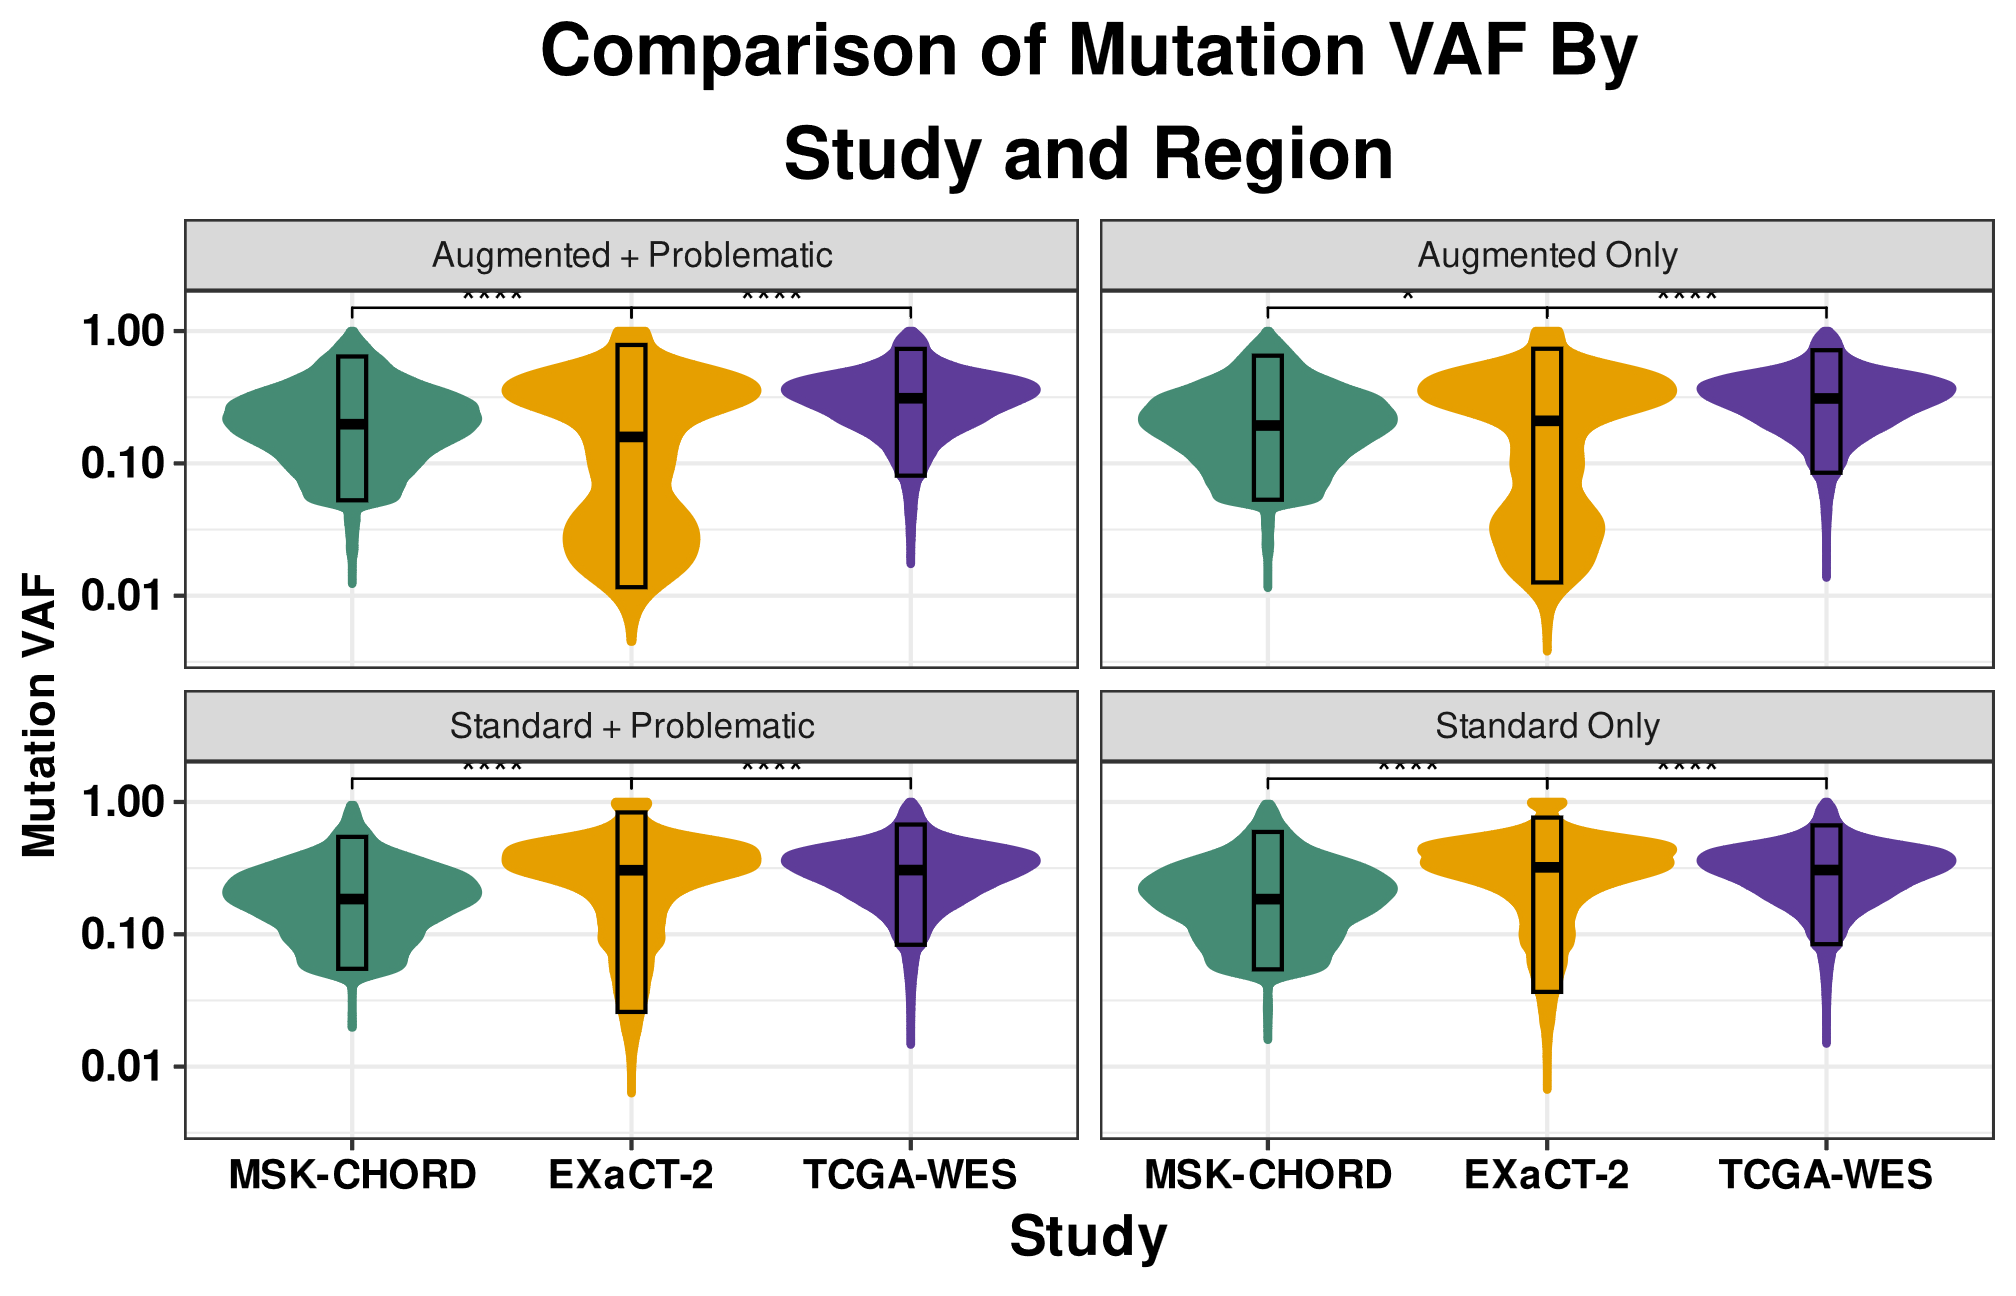 Comparison of Mutation VAF By
Study and Region
Augmented + Problematic
Augmented Only
**** ****
* ****
1.00
0.10
0.01
Standard + Problematic
Standard Only
**** ****
**** ****
1.00
0.10
0.01
Mutation VAF
MSK-CHORD EXaCT-2 TCGA-WES
MSK-CHORD EXaCT-2 TCGA-WES
Study